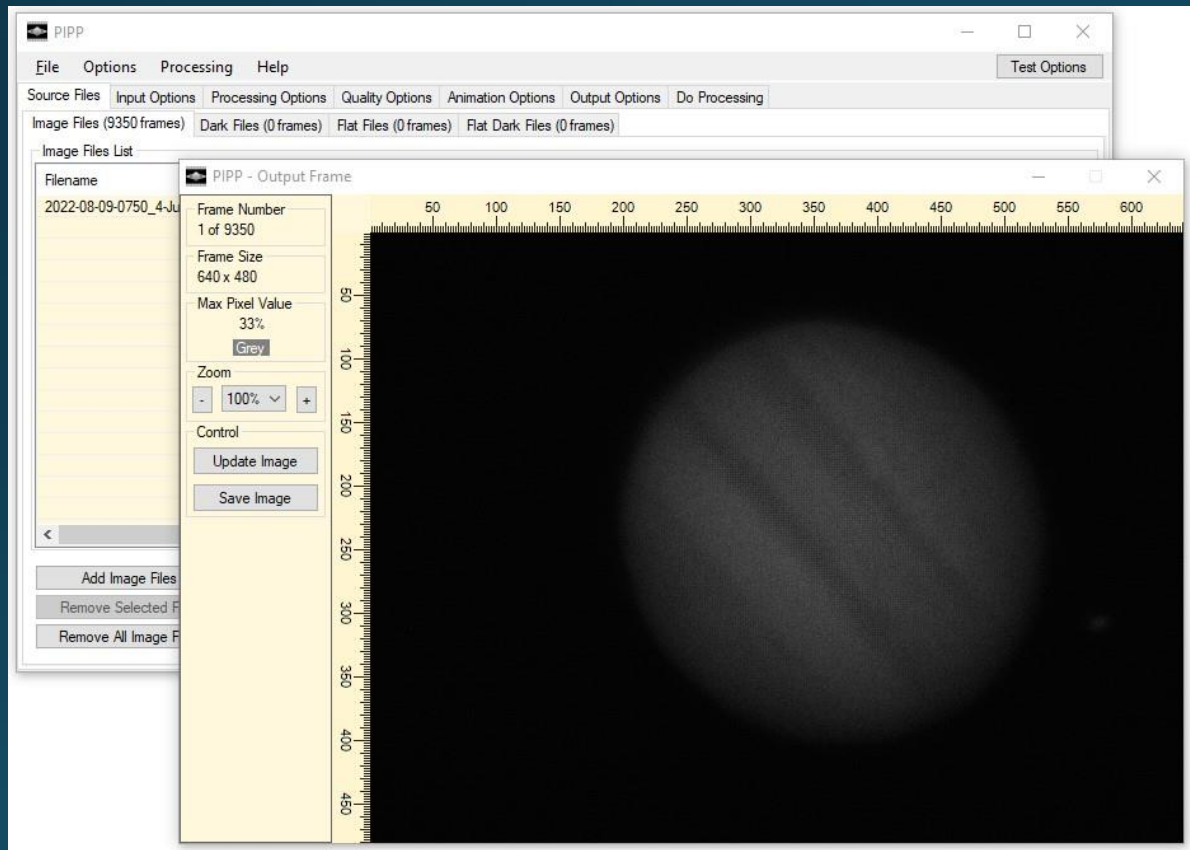 PIPP
File Options Processing Help Test Options
Source Files Input Options Processing Options Quality Options Animation Options Output Options Do Processing
Image Files (9350 frames) Dark Files (0 frames) Flat Files (0 frames) Flat Dark Files (0 frames)
Image Files List
Filename
2022-08-09-0750_4-Ju
Add Image Files
Remove Selected F
Remove All Image F
PIPP - Output Frame
Frame Number
1 of 9350
Frame Size
640 x 480
Max Pixel Value
33%
Grey
Zoom
- 100% +
Control
Update Image
Save Image
50 100 150 200 250 300 350 400 450 500 550 600
50
100
150
200
250
300
350
400
450